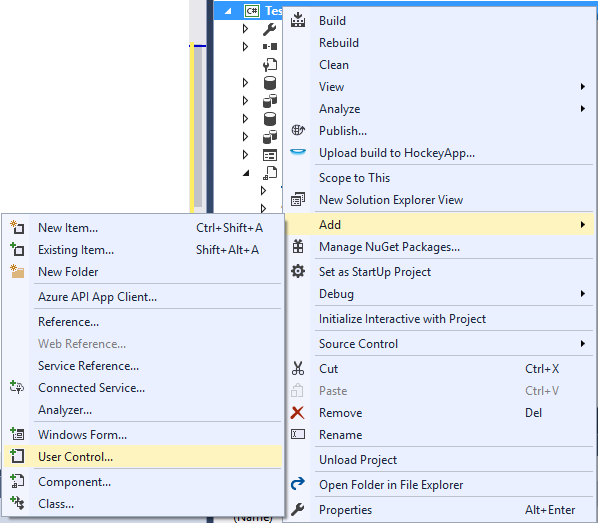 C# Tes
Build
Rebuild
Clean
View
Analyze
Publish...
Upload build to HockeyApp...
Scope to This
New Solution Explorer View
Add
Manage NuGet Packages...
Set as StartUp Project
Debug
Initialize Interactive with Project
Source Control
Cut Ctrl+X
Paste Ctrl+V
Remove Del
Rename
Unload Project
Open Folder in File Explorer
Properties Alt+Enter
New Item... Ctrl+Shift+A
Existing Item... Shift+Alt+A
New Folder
Azure API App Client...
Reference...
Web Reference...
Service Reference...
Connected Service...
Analyzer...
Windows Form...
User Control...
Component...
Class...
(Name)